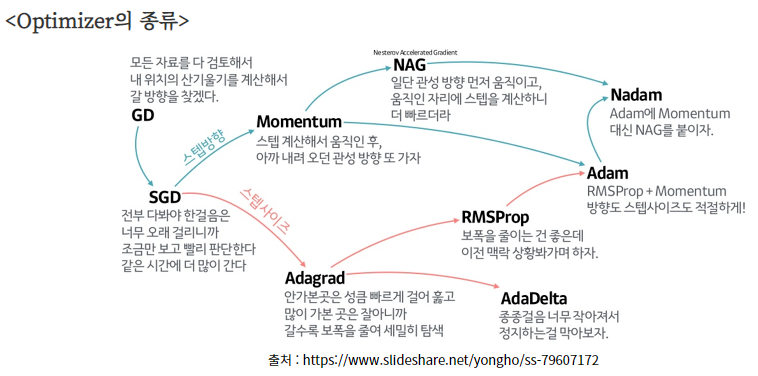 <Optimizer의 종류>
모든 자료를 다 검토해서
내 위치의 산기울기를 계산해서
갈 방향을 찾겠다.
GD
스텝방향
Momentum
스텝 계산해서 움직인 후,
아까 내려 오던 관성 방향 또 가자
Nesterov Accelerated Gradient
NAG
일단 관성 방향 먼저 움직이고,
움직인 자리에 스텝을 계산하니
더 빠르더라
Nadam
Adam에 Momentum
대신 NAG를 붙이자.
Adam
RMSProp + Momentum
방향도 스텝사이즈도 적절하게!
SGD
전부 다봐야 한걸음은
너무 오래 걸리니까
조금만 보고 빨리 판단한다
같은 시간에 더 많이 간다
스텝사이즈
RMSProp
보폭을 줄이는 건 좋은데
이전 맥락 상황봐가며 하자.
Adagrad
안가본곳은 성큼 빠르게 걸어 훑고
많이 가본 곳은 잘아니까
갈수록 보폭을 줄여 세밀히 탐색
AdaDelta
종종걸음 너무 작아져서
정지하는걸 막아보자.
출처 : https://www.slideshare.net/yongho/ss-79607172